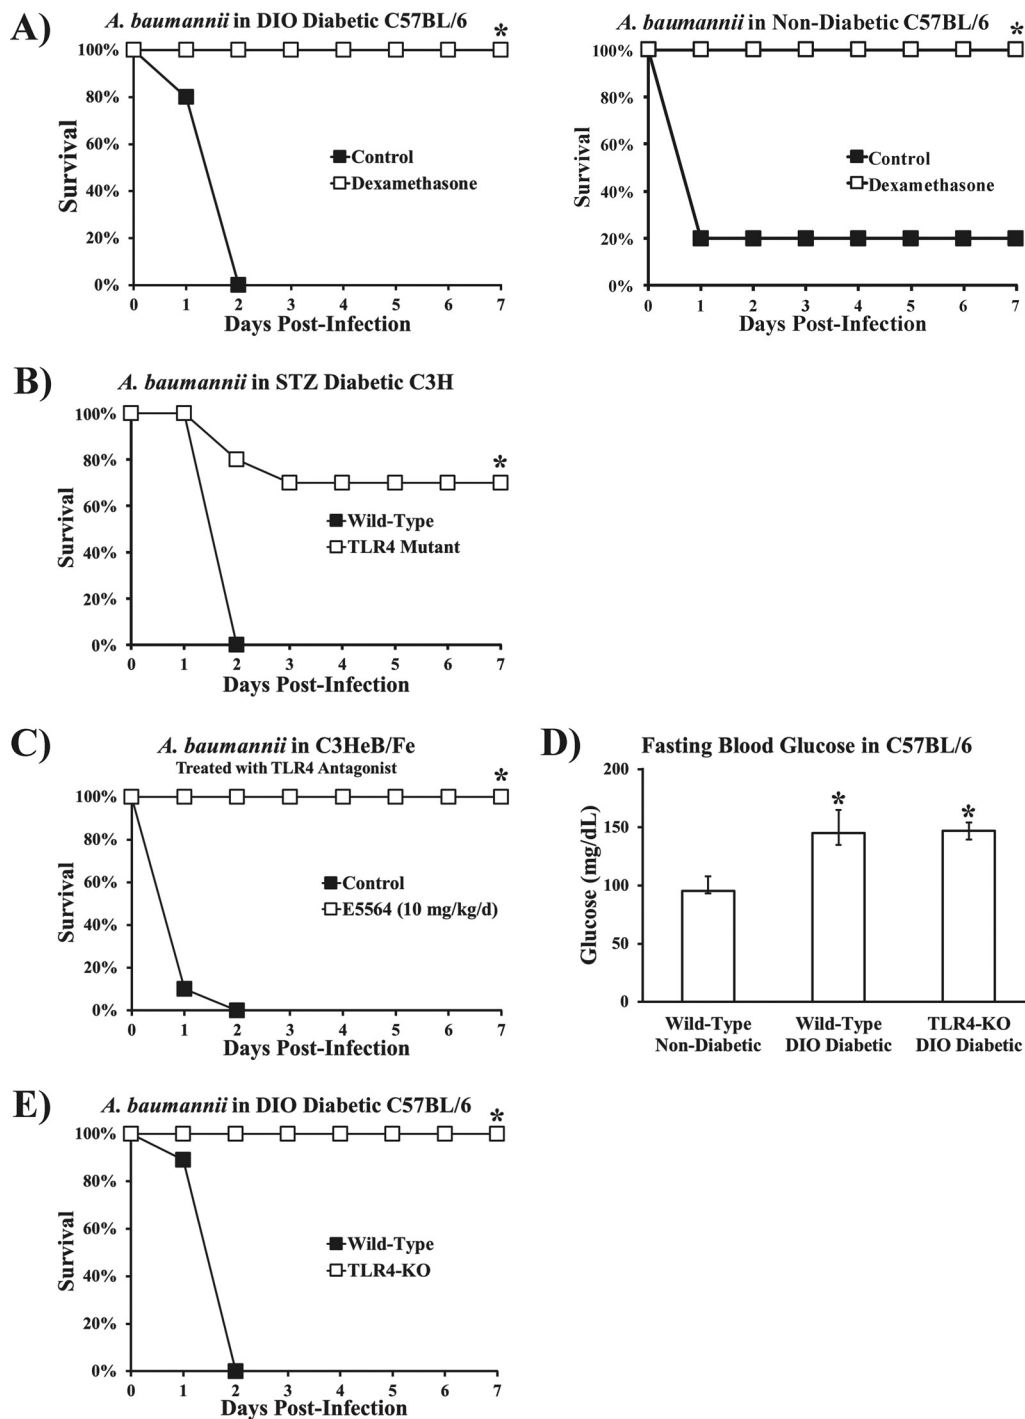 A)
A. baumannii in DIO Diabetic C57BL/6
*
100%
80%
60%
40%
20%
0%
Survival
Control
Dexamethasone
0 1 2 3 4 5 6 7
Days Post-Infection
A. baumannii in Non-Diabetic C57BL/6
*
100%
80%
60%
40%
20%
0%
Survival
Control
Dexamethasone
0 1 2 3 4 5 6 7
Days Post-Infection
B)
A. baumannii in STZ Diabetic C3H
100%
80%
60%
40%
20%
0%
Survival
*
Wild-Type
TLR4 Mutant
0 1 2 3 4 5 6 7
Days Post-Infection
C)
A. baumannii in C3HeB/Fe
Treated with TLR4 Antagonist
*
100%
80%
60%
40%
20%
0%
Survival
Control
E5564 (10 mg/kg/d)
0 1 2 3 4 5 6 7
Days Post-Infection
D)
Fasting Blood Glucose in C57BL/6
200
150
100
50
0
Glucose (mg/dL)
* *
Wild-Type
Non-Diabetic
Wild-Type
DIO Diabetic
TLR4-KO
DIO Diabetic
E)
A. baumannii in DIO Diabetic C57BL/6
*
100%
80%
60%
40%
20%
0%
Survival
Wild-Type
TLR4-KO
0 1 2 3 4 5 6 7
Days Post-Infection